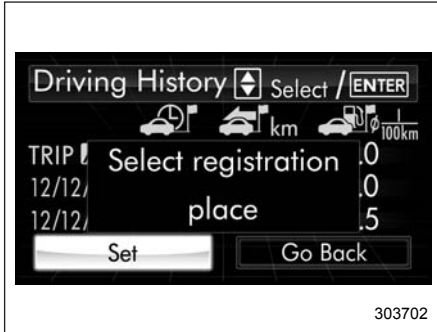 Driving History Select / ENTER
km ø l/100km
TRIP .0
Select registration
12/12/ .0
place
12/12/ .5
Set Go Back
303702